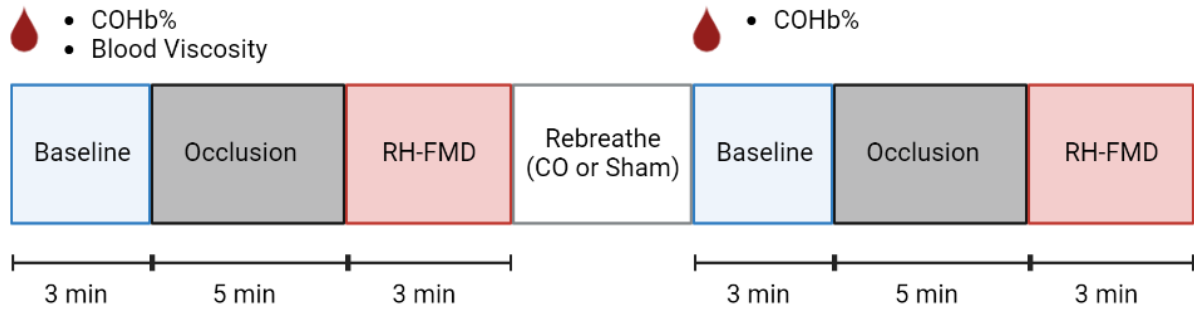 • COHb%
• Blood Viscosity
• COHb%
Baseline
Occlusion
RH-FMD
Rebreathe
(CO or Sham)
Baseline
Occlusion
RH-FMD
3 min
5 min
3 min
3 min
5 min
3 min